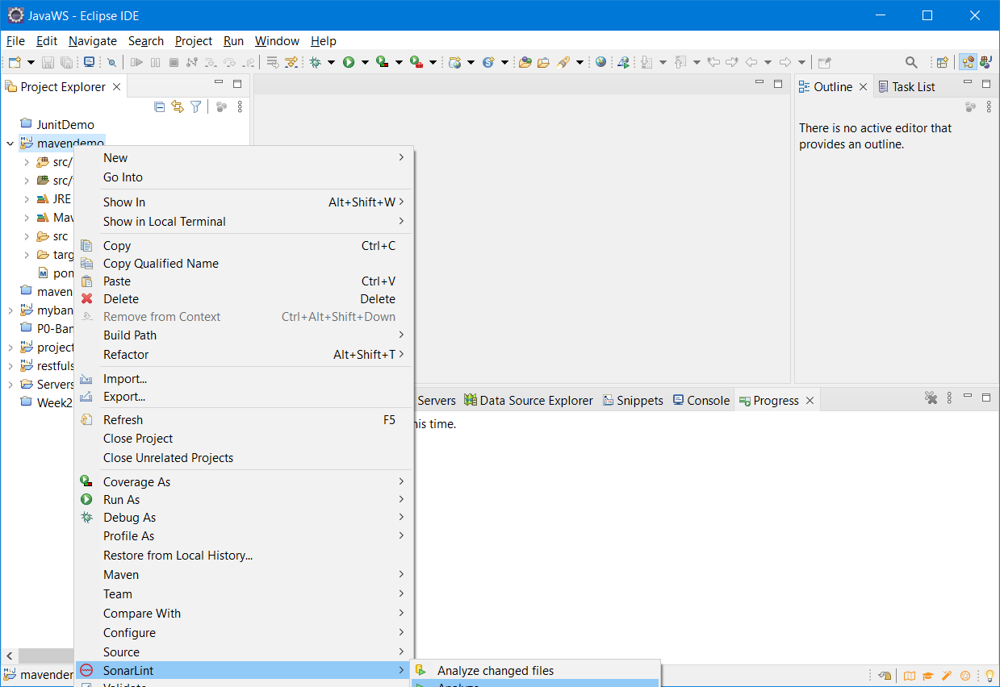 JavaWS - Eclipse IDE
File Edit Navigate Search Project Run Window Help
Project Explorer
JunitDemo
mavendemo
src/
src/
JRE
Mav
src
targ
pon
maven
myban
P0-Ban
project
restfuls
Servers
Week2
mavender
New
Go Into
Show In Alt+Shift+W
Show in Local Terminal
Copy Ctrl+C
Copy Qualified Name
Paste Ctrl+V
Delete Delete
Remove from Context Ctrl+Alt+Shift+Down
Build Path
Refactor Alt+Shift+T
Import...
Export...
Refresh F5
Close Project
Close Unrelated Projects
Coverage As
Run As
Debug As
Profile As
Restore from Local History...
Maven
Team
Compare With
Configure
Source
SonarLint
Validate
Analyze changed files
Analyze
Outline Task List
There is no active editor that
provides an outline.
Servers Data Source Explorer Snippets Console Progress
his time.